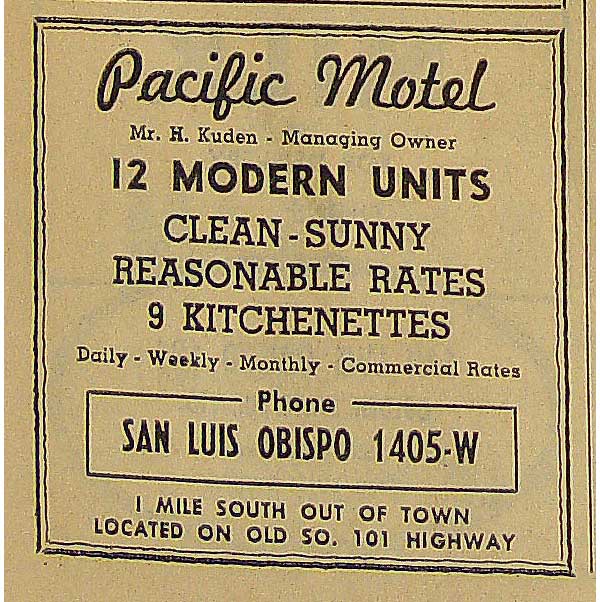 Pacific Motel
Mr. H. Kuden - Managing Owner
12 MODERN UNITS
CLEAN - SUNNY
REASONABLE RATES
9 KITCHENETTES
Daily - Weekly - Monthly - Commercial Rates
Phone
SAN LUIS OBISPO 1405-W
1 MILE SOUTH OUT OF TOWN
LOCATED ON OLD SO. 101 HIGHWAY